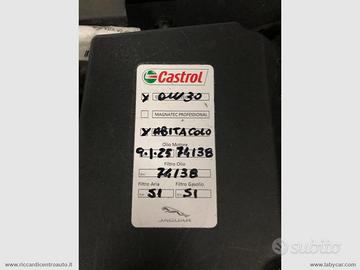 Castrol
X OW30
MAGNATEC PROFESSIONAL
X ABITACOLO
Olio Motore
9.1.25 74138
Filtro Olio
74138
Filtro Aria Filtro Gasolio
SI SI
JAGUAR
subito
www.riccardicentroauto.it
www.labycar.com